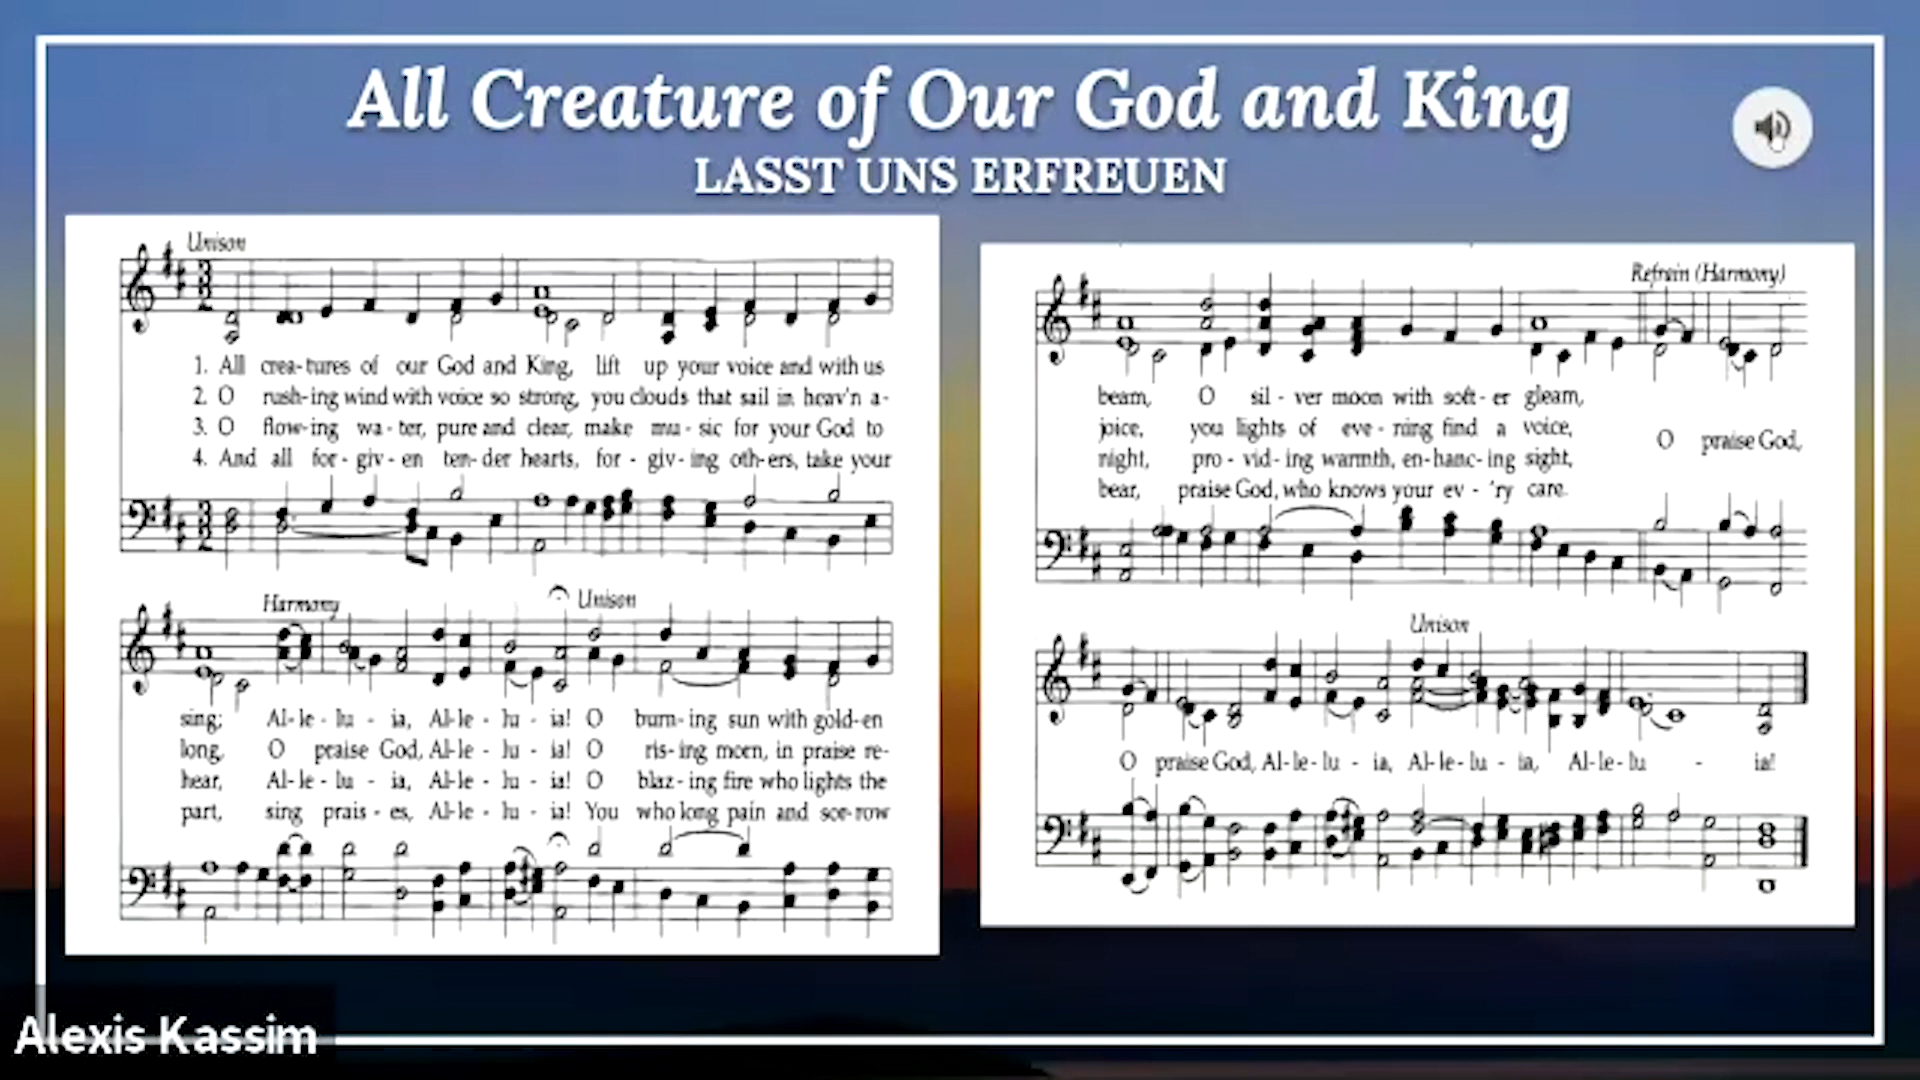 All Creature of Our God and King
LASST UNS ERFREUEN
Unison
1. All crea-tures of our God and King, lift up your voice and with us
2. O rush-ing wind with voice so strong, you clouds that sail in heav'n a-
3. O flow-ing wa-ter, pure and clear, make mu-sic for your God to
4. And all for-giv-en ten-der hearts, for-giv-ing oth-ers, take your
Harmony Unison
sing; Al-le-lu-ia, Al-le-lu-ia! O burn-ing sun with gold-en
long, O praise God, Al-le-lu-ia! O ris-ing morn, in praise re-
hear, Al-le-lu-ia, Al-le-lu-ia! O blaz-ing fire who lights the
part, sing prais-es, Al-le-lu-ia! You who long pain and sor-row
Refrain (Harmony)
beam, O sil-ver moon with soft-er gleam,
joice, you lights of eve-ning find a voice,
O praise God,
night, pro-vid-ing warmth, en-hanc-ing sight,
bear, praise God, who knows your ev-'ry care.
Unison
O praise God, Al-le-lu-ia, Al-le-lu-ia, Al-le-lu-ia!
Alexis Kassim